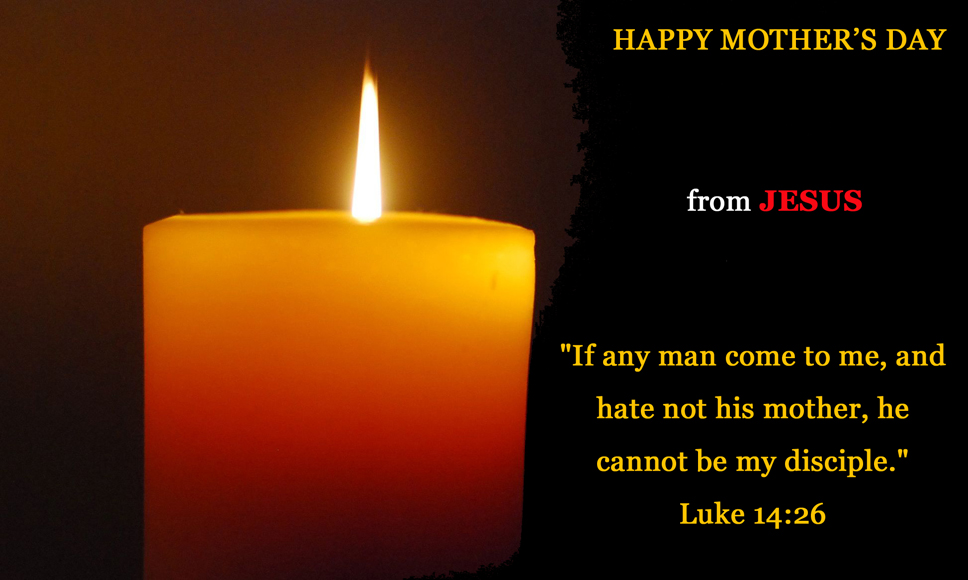 HAPPY MOTHER’S DAY
from JESUS
"If any man come to me, and
hate not his mother, he
cannot be my disciple."
Luke 14:26